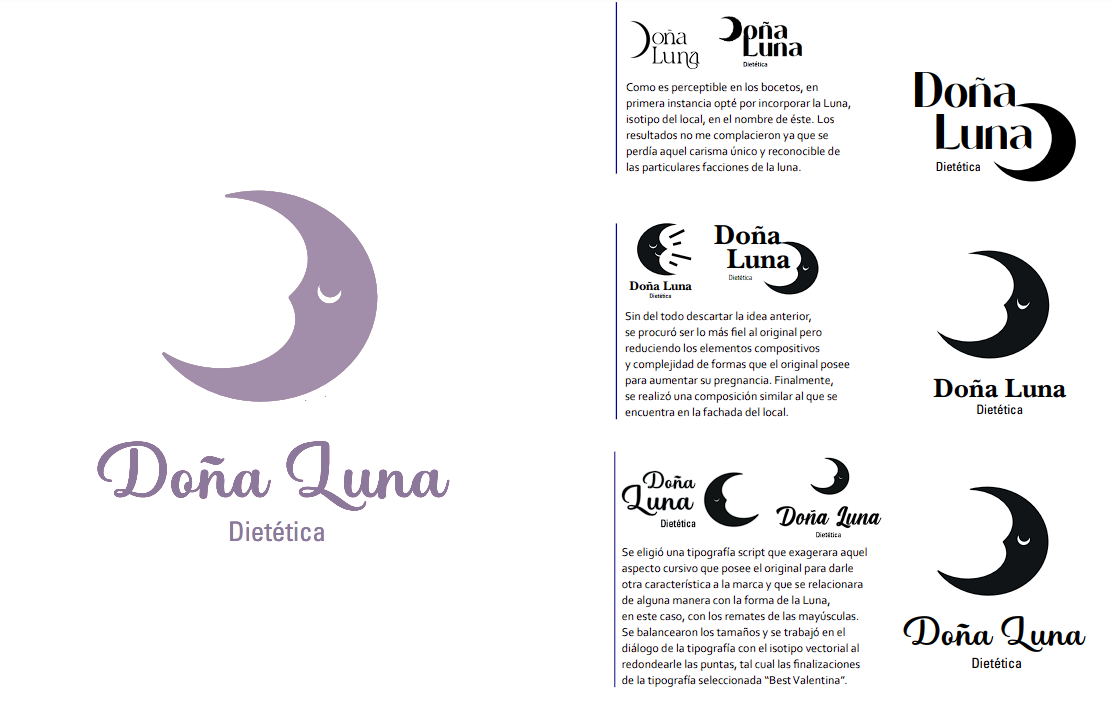 Doña Luna
Dietética
Doña
Luna
Doña
Luna
Dietética
Como es perceptible en los bocetos, en
primera instancia opté por incorporar la Luna,
isotipo del local, en el nombre de éste. Los
resultados no me complacieron ya que se
perdía aquel carisma único y reconocible de
las particulares facciones de la luna.
Doña
Luna
Dietética
Doña Luna
Dietética
Doña
Luna
Dietética
Sin del todo descartar la idea anterior,
se procuró ser lo más fiel al original pero
reduciendo los elementos compositivos
y complejidad de formas que el original posee
para aumentar su pregnancia. Finalmente,
se realizó una composición similar al que se
encuentra en la fachada del local.
Doña Luna
Dietética
Doña
Luna
Dietética
Doña Luna
Dietética
Se eligió una tipografía script que exagerara aquel
aspecto cursivo que posee el original para darle
otra característica a la marca y que se relacionara
de alguna manera con la forma de la Luna,
en este caso, con los remates de las mayúsculas.
Se balancearon los tamaños y se trabajó en el
diálogo de la tipografía con el isotipo vectorial al
redondearle las puntas, tal cual las finalizaciones
de la tipografía seleccionada “Best Valentina”.
Doña Luna
Dietética